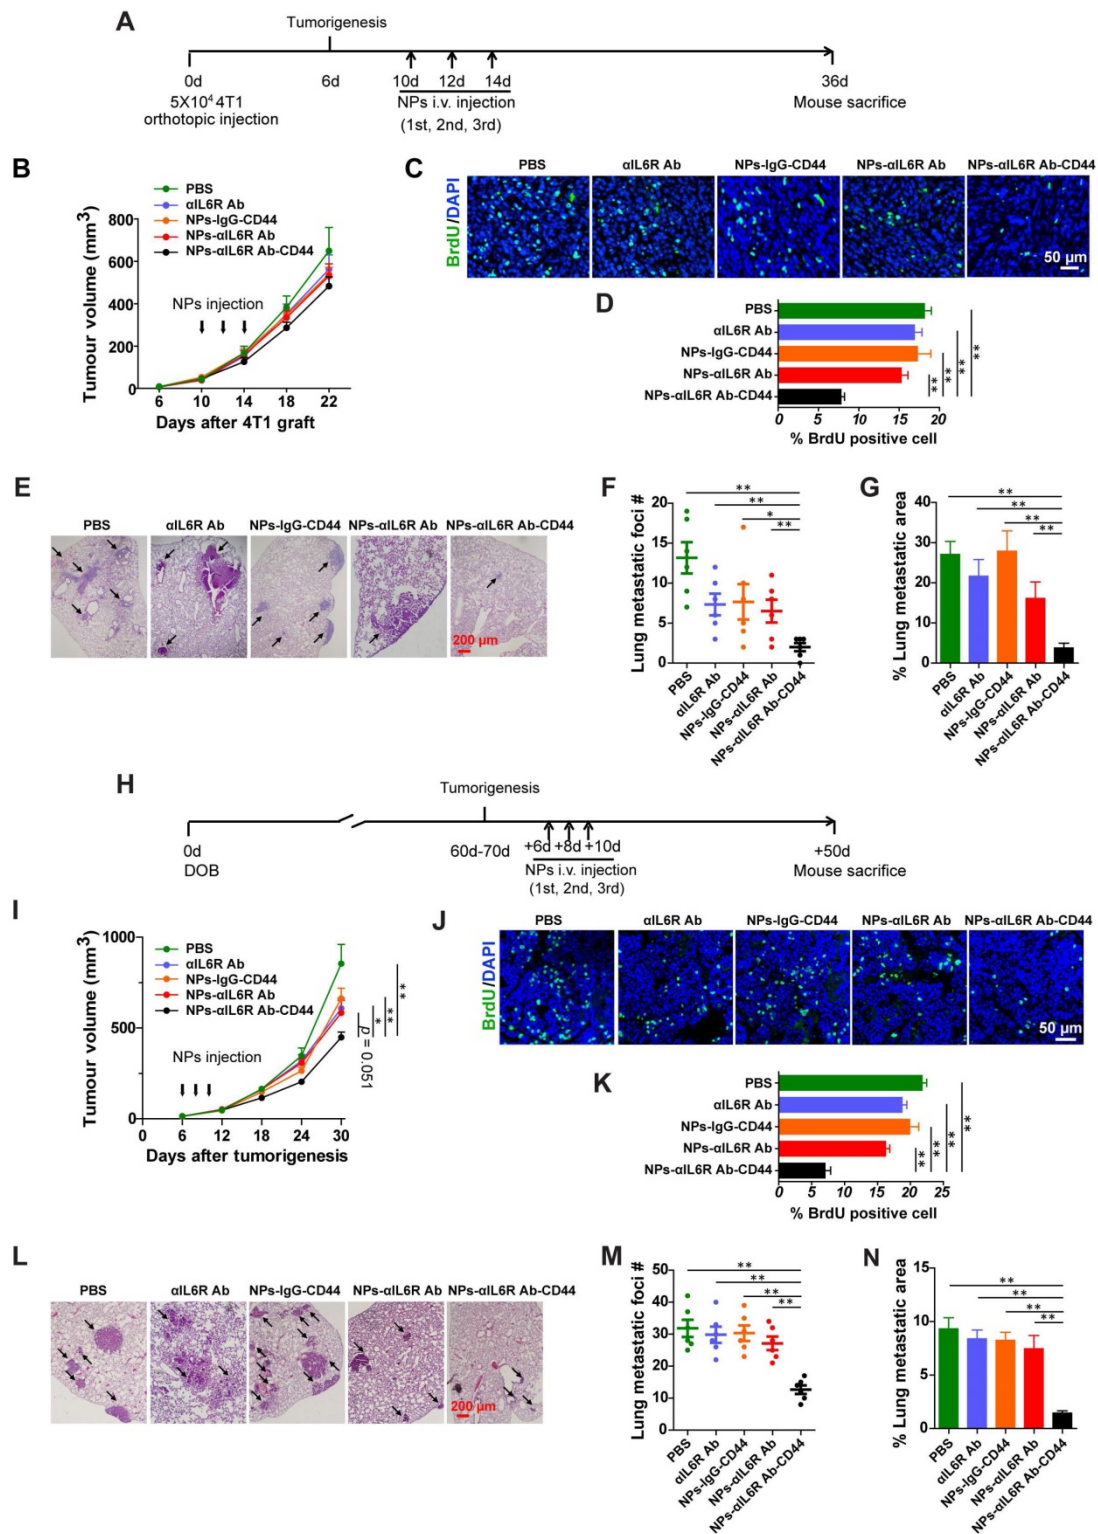 A
Tumorigenesis
0d
6d
10d
12d
14d
36d
5X10⁴ 4T1
orthotopic injection
NPs i.v. injection
(1st, 2nd, 3rd)
Mouse sacrifice
B
PBS
αIL6R Ab
NPs-IgG-CD44
NPs-αIL6R Ab
NPs-αIL6R Ab-CD44
Tumour volume (mm³)
800
600
400
200
0
NPs injection
6
10
14
18
22
Days after 4T1 graft
C
PBS
αIL6R Ab
NPs-IgG-CD44
NPs-αIL6R Ab
NPs-αIL6R Ab-CD44
BrdU/DAPI
50 µm
D
PBS
αIL6R Ab
NPs-IgG-CD44
NPs-αIL6R Ab
NPs-αIL6R Ab-CD44
**
**
**
**
0
5
10
15
20
% BrdU positive cell
E
PBS
αIL6R Ab
NPs-IgG-CD44
NPs-αIL6R Ab
NPs-αIL6R Ab-CD44
200 µm
F
Lung metastatic foci #
20
15
10
5
0
**
**
*
**
PBS
αIL6R Ab
NPs-IgG-CD44
NPs-αIL6R Ab
NPs-αIL6R Ab-CD44
G
% Lung metastatic area
40
30
20
10
0
**
**
**
**
PBS
αIL6R Ab
NPs-IgG-CD44
NPs-αIL6R Ab
NPs-αIL6R Ab-CD44
H
Tumorigenesis
0d
DOB
60d-70d
+6d
+8d
+10d
+50d
NPs i.v. injection
(1st, 2nd, 3rd)
Mouse sacrifice
I
PBS
αIL6R Ab
NPs-IgG-CD44
NPs-αIL6R Ab
NPs-αIL6R Ab-CD44
Tumour volume (mm³)
1000
500
0
NPs injection
0
6
12
18
24
30
Days after tumorigenesis
p = 0.051
*
**
**
J
PBS
αIL6R Ab
NPs-IgG-CD44
NPs-αIL6R Ab
NPs-αIL6R Ab-CD44
BrdU/DAPI
50 µm
K
PBS
αIL6R Ab
NPs-IgG-CD44
NPs-αIL6R Ab
NPs-αIL6R Ab-CD44
**
**
**
**
0
5
10
15
20
25
% BrdU positive cell
L
PBS
αIL6R Ab
NPs-IgG-CD44
NPs-αIL6R Ab
NPs-αIL6R Ab-CD44
200 µm
M
Lung metastatic foci #
50
40
30
20
10
0
**
**
**
**
PBS
αIL6R Ab
NPs-IgG-CD44
NPs-αIL6R Ab
NPs-αIL6R Ab-CD44
N
% Lung metastatic area
15
10
5
0
**
**
**
**
PBS
αIL6R Ab
NPs-IgG-CD44
NPs-αIL6R Ab
NPs-αIL6R Ab-CD44